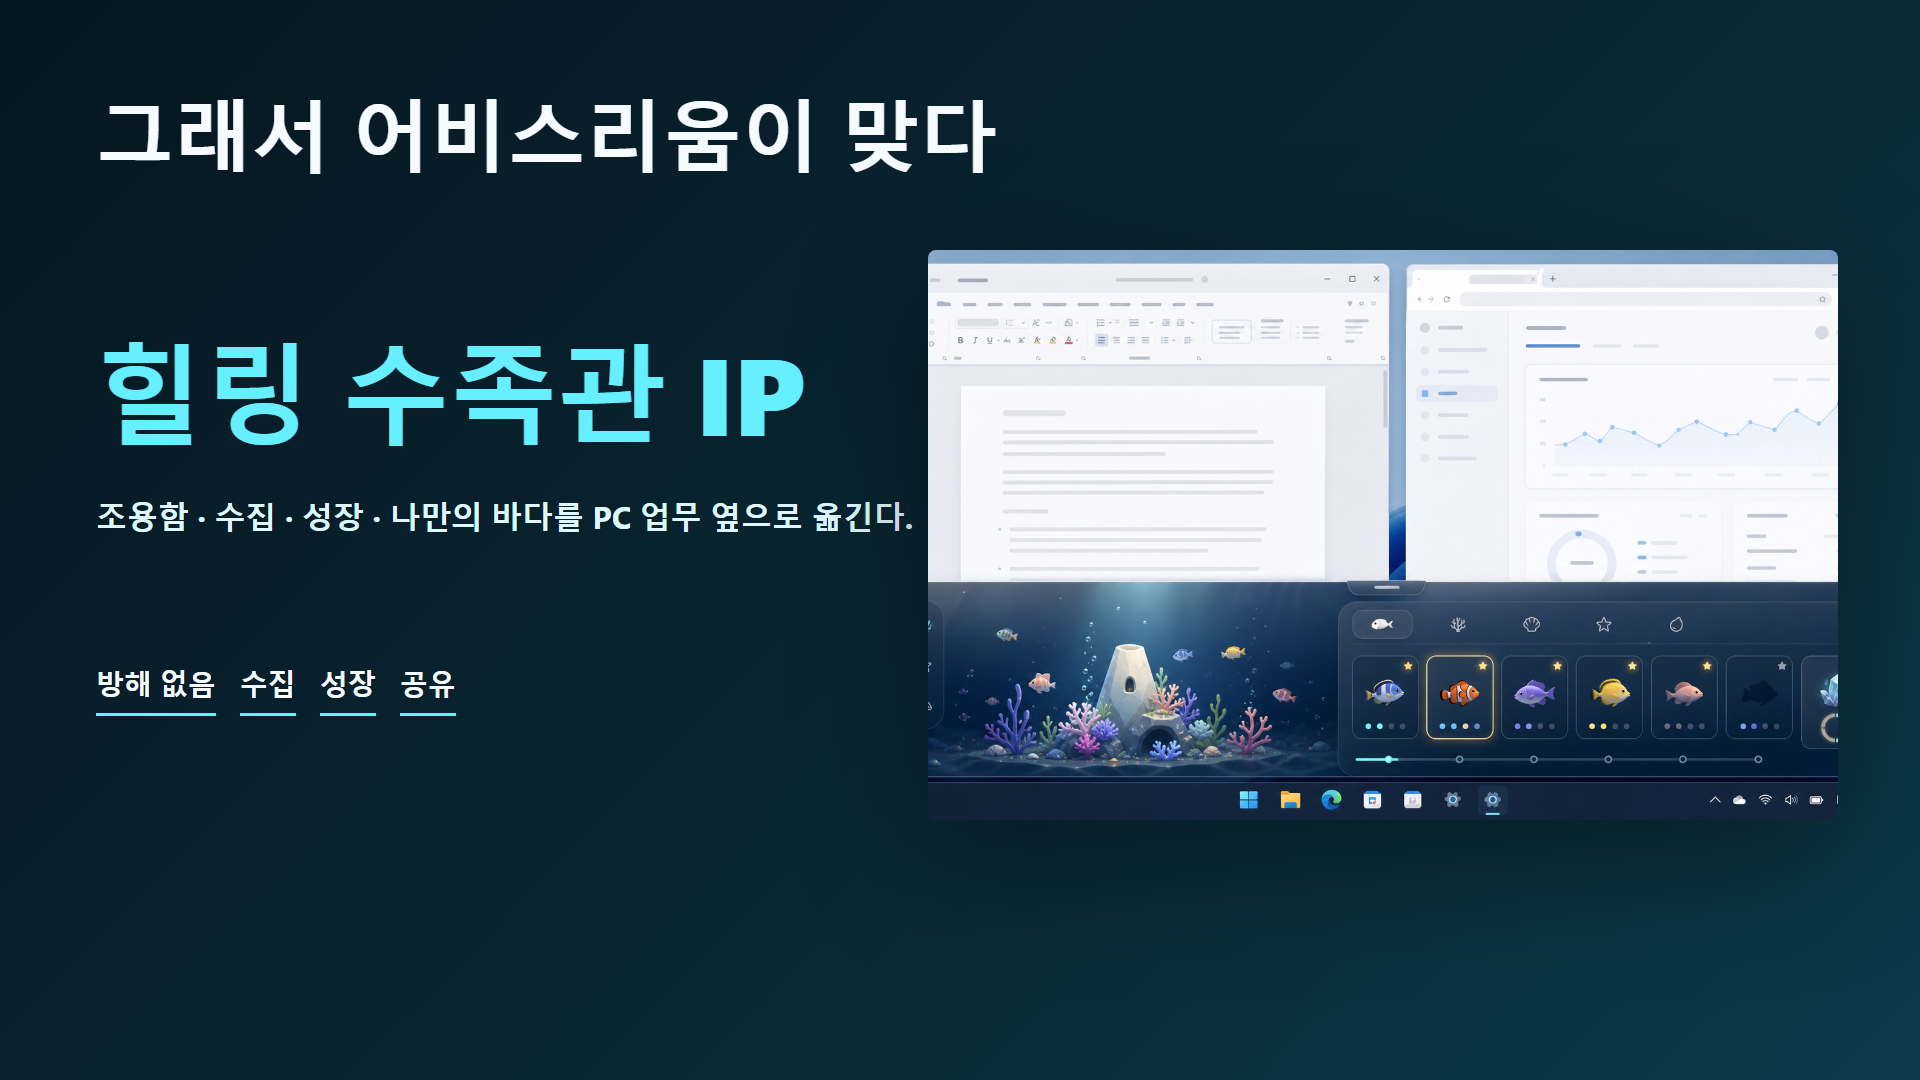 그래서 어비스리움이 맞다
힐링 수족관 IP
조용함 · 수집 · 성장 · 나만의 바다를 PC 업무 옆으로 옮긴다.
방해 없음 수집 성장 공유